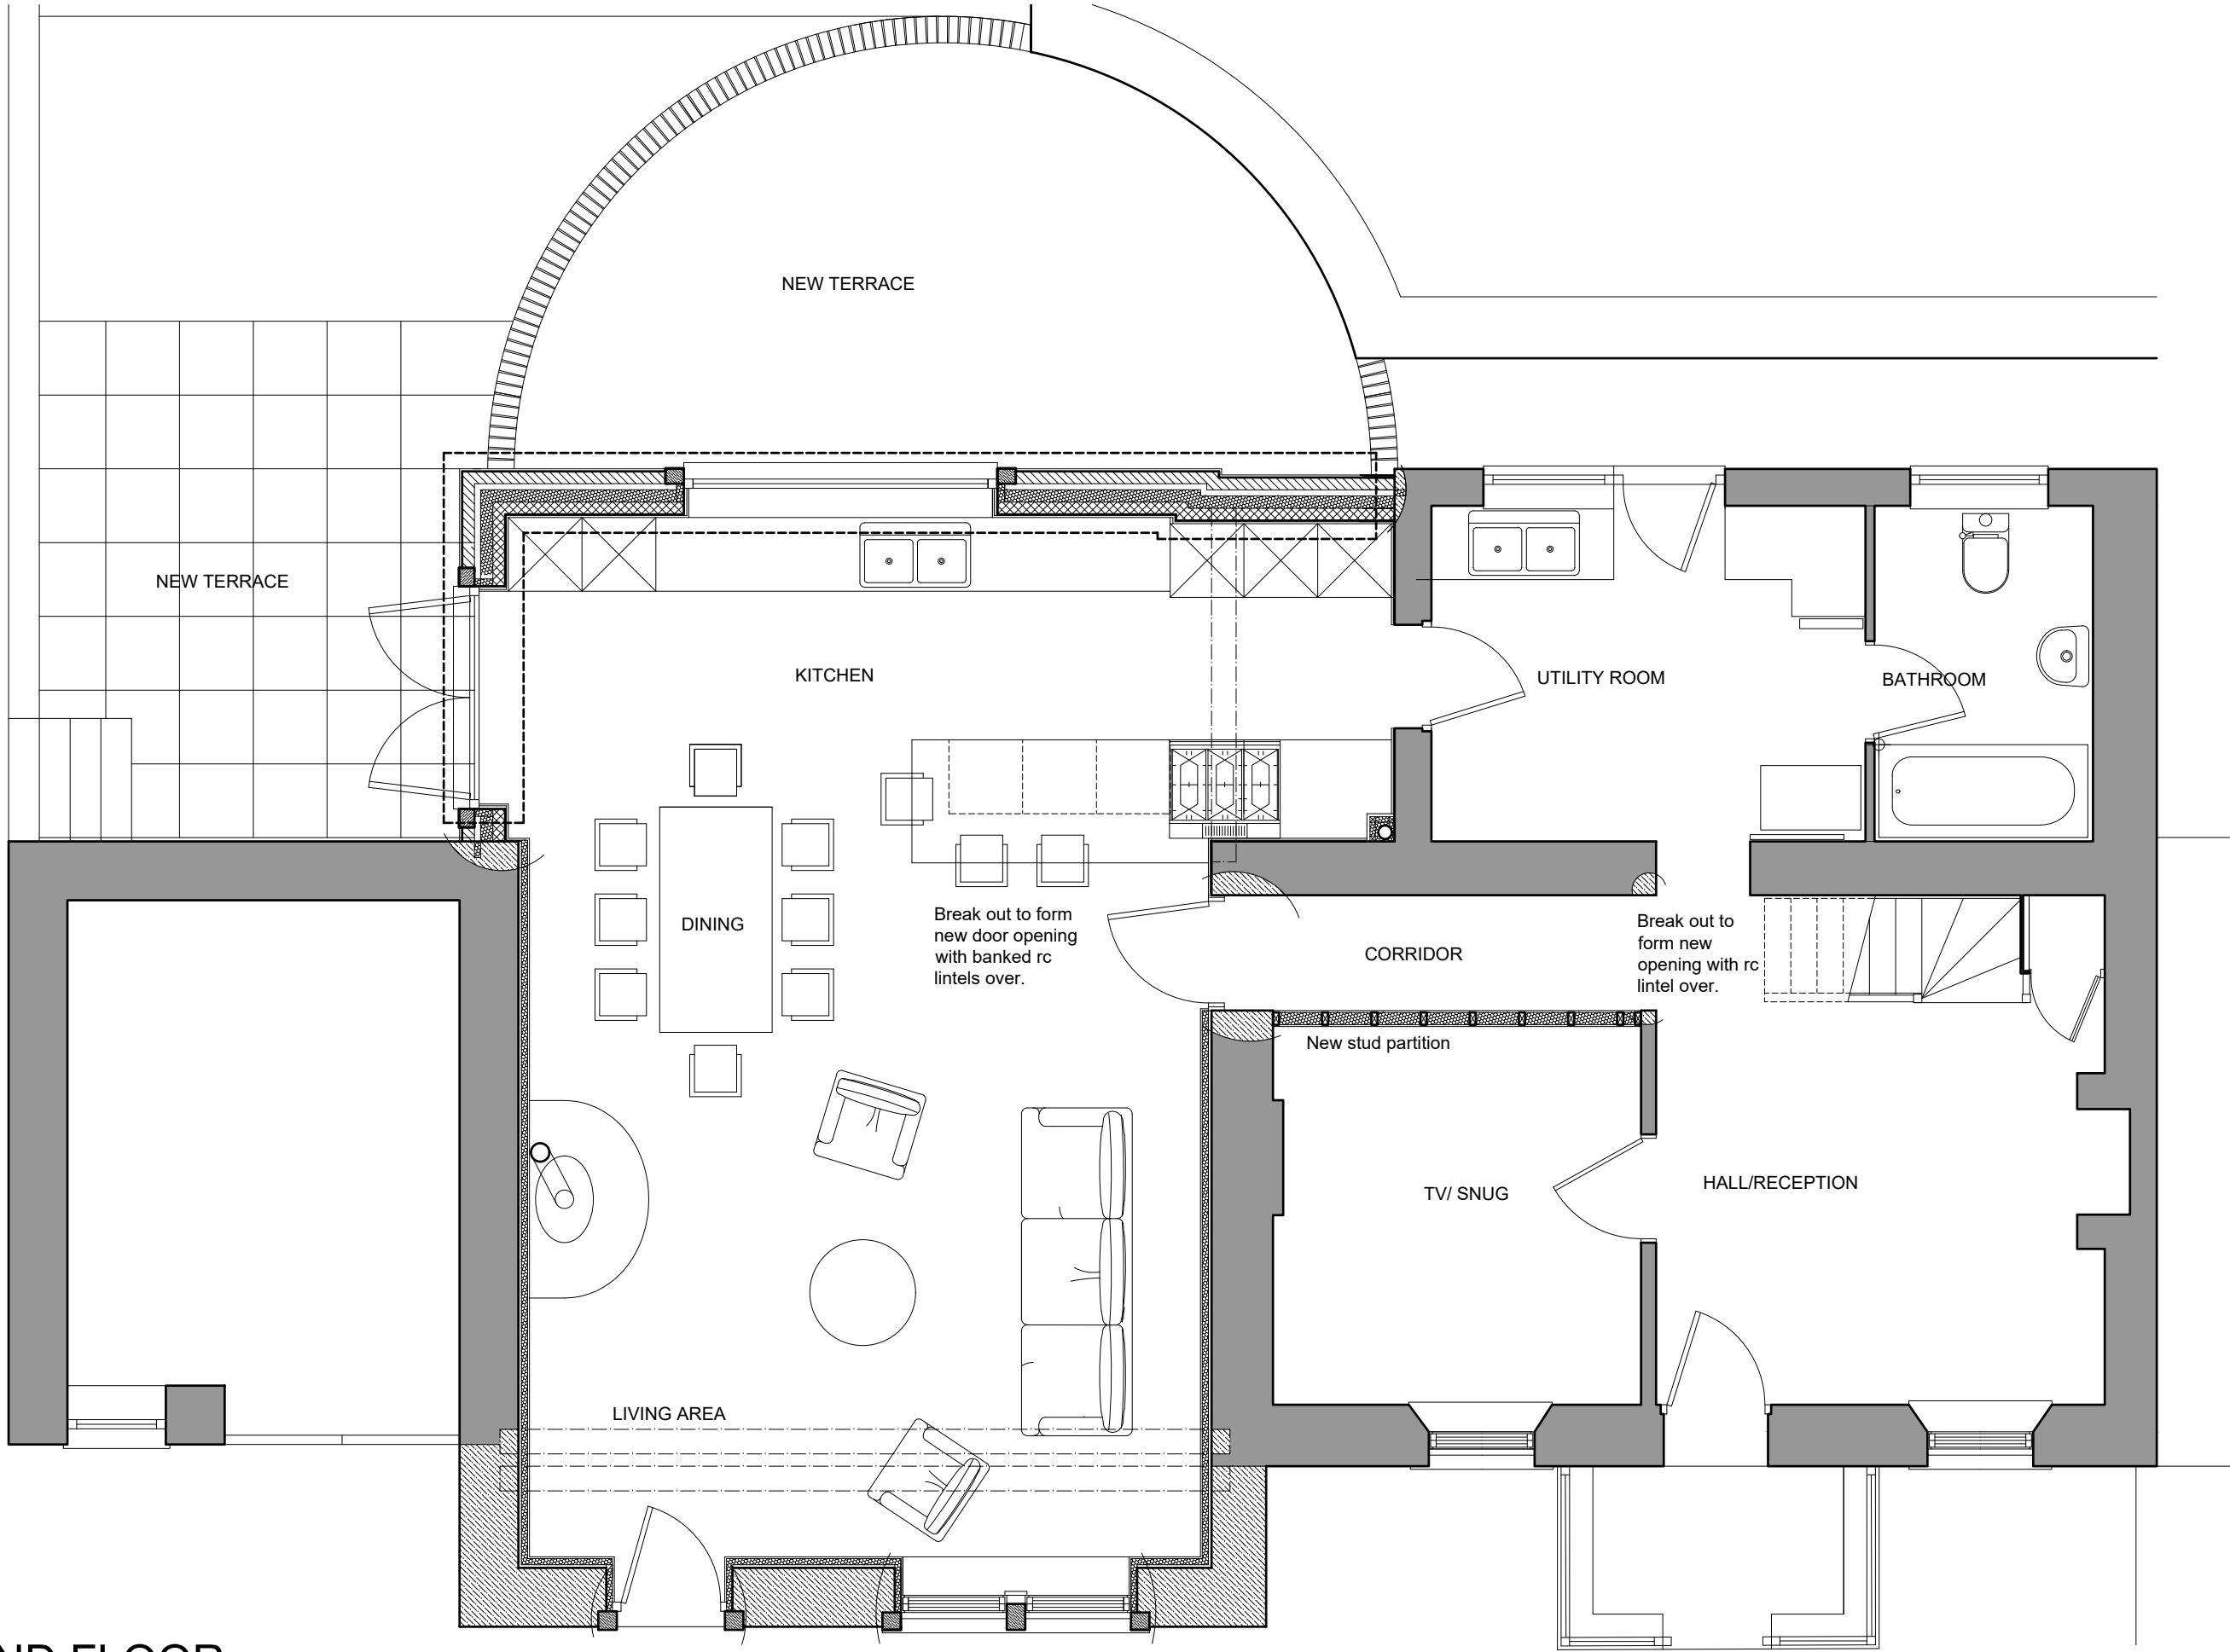 NEW TERRACE
NEW TERRACE
KITCHEN
UTILITY ROOM
BATHROOM
DINING
Break out to form
new door opening
with banked rc
lintels over.
CORRIDOR
Break out to
form new
opening with rc
lintel over.
New stud partition
TV/ SNUG
HALL/RECEPTION
LIVING AREA